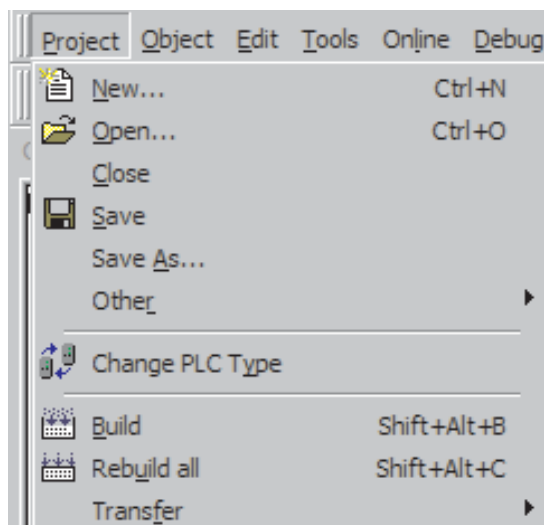 Project Object Edit Tools Online Debug
New... Ctrl+N
Open... Ctrl+O
Close
Save
Save As...
Other
Change PLC Type
Build Shift+Alt+B
Rebuild all Shift+Alt+C
Transfer